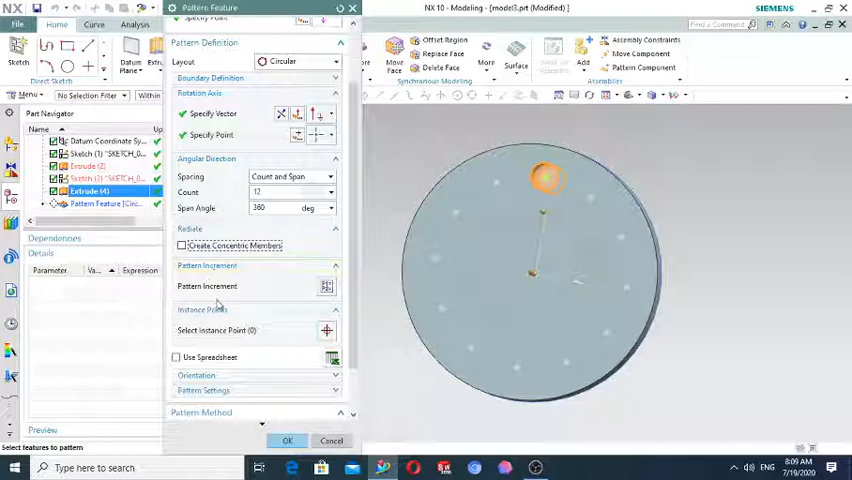 NX
Pattern Feature
NX 10 - Modeling - [model3.prt (Modified) ]
SIEMENS
File
Home
Curve
Analysis
Find a Command
Sketch
Direct Sketch
Datum
Plane
Pattern Definition
Layout
Circular
Boundary Definition
Rotation Axis
Specify Vector
Specify Point
Angular Direction
Spacing
Count and Span
Count
12
Span Angle
360
deg
Radiate
Create Concentric Members
Pattern Increment
Pattern Increment
Select Instance Point (0)
Use Spreadsheet
Orientation
Pattern Settings
Pattern Method
OK
Cancel
Move
Face
Offset Region
Replace Face
Delete Face
More
Surface
Synchronous Modeling
Add
Assembly Constraints
Move Component
Pattern Component
Assemblies
Menu
No Selection Filter
Part Navigator
Name
Datum Coordinate Sy...
Sketch (1) "SKETCH_0...
Extrude (2)
Sketch (3) "SKETCH_0...
Extrude (4)
Pattern Feature [Circ...
Dependencies
Details
Parameter
Va...
Expression
Preview
Select features to pattern
Type here to search
ENG
8:09 AM
7/19/2020